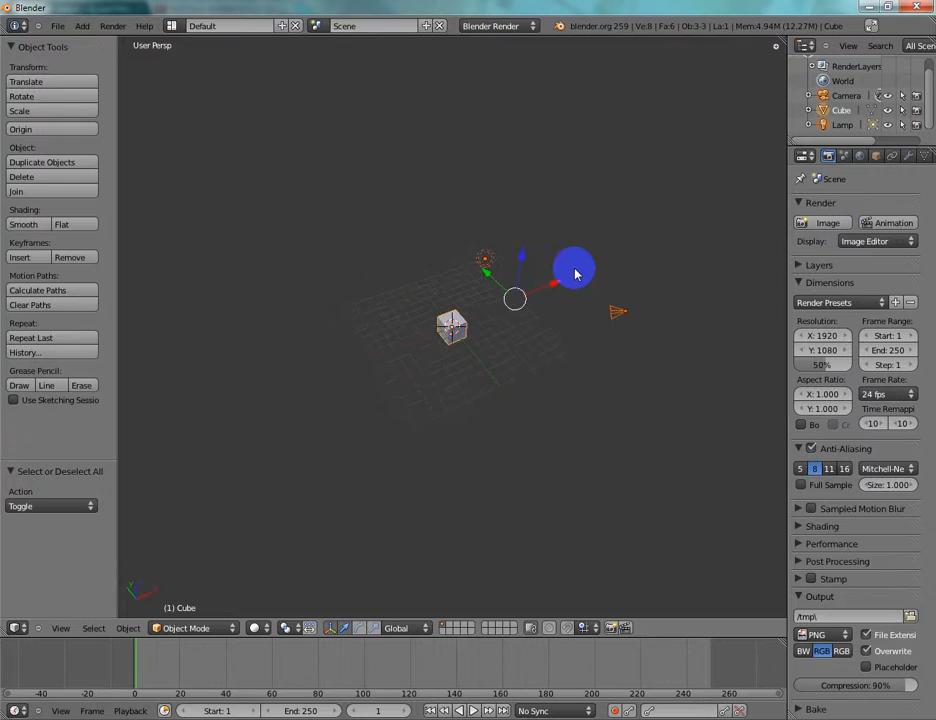 Blender
File Add Render Help Default Scene Blender Render blender.org 259 | Ve:8 | Fa:6 | Ob:3-3 | La:1 | Mem:4.94M (12.27M) | Cube
Object Tools
Transform:
Translate
Rotate
Scale
Origin
Object:
Duplicate Objects
Delete
Join
Shading:
Smooth Flat
Keyframes:
Insert Remove
Motion Paths:
Calculate Paths
Clear Paths
Repeat:
Repeat Last
History...
Grease Pencil:
Draw Line Erase
Use Sketching Sessio
Select or Deselect All
Action
Toggle
User Persp
(1) Cube
View Select Object Object Mode Global
View Search All Scen
RenderLayers
World
Camera
Cube
Lamp
Scene
Render
Image Animation
Display: Image Editor
Layers
Dimensions
Render Presets
Resolution: Frame Range:
X: 1920 Start: 1
Y: 1080 End: 250
50% Step: 1
Aspect Ratio: Frame Rate:
X: 1.000 24 fps
Y: 1.000 Time Remappi
Bo Cr 10 10
Anti-Aliasing
5 8 11 16 Mitchell-Ne
Full Sample Size: 1.000
Sampled Motion Blur
Shading
Performance
Post Processing
Stamp
Output
/tmp\
PNG File Extensi
BW RGB RGB Overwrite
Placeholder
Compression: 90%
Bake
-40 -20 0 20 40 60 80 100 120 140 160 180 200 220 240 260
View Frame Playback Start: 1 End: 250 1 No Sync